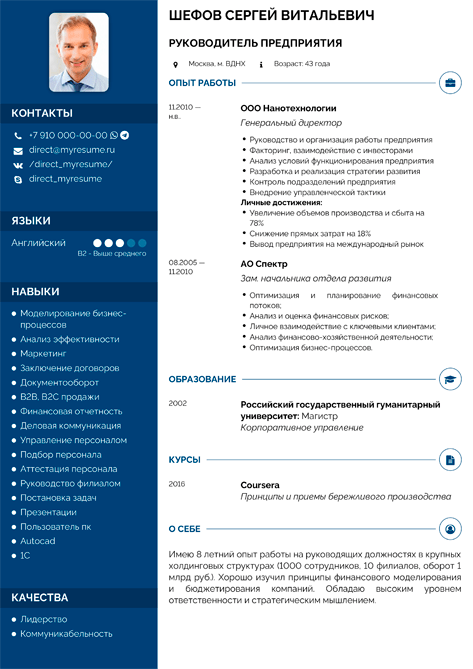 КОНТАКТЫ
+7 910 000-00-00
direct@myresume.ru
/direct_myresume/
direct_myresume
ЯЗЫКИ
Английский
B2 - Выше среднего
НАВЫКИ
Моделирование бизнес-
процессов
Анализ эффективности
Маркетинг
Заключение договоров
Документооборот
B2B, B2C продажи
Финансовая отчетность
Деловая коммуникация
Управление персоналом
Подбор персонала
Аттестация персонала
Руководство филиалом
Постановка задач
Презентации
Пользователь пк
Autocad
1С
КАЧЕСТВА
Лидерство
Коммуникабельность
ШЕФОВ СЕРГЕЙ ВИТАЛЬЕВИЧ
РУКОВОДИТЕЛЬ ПРЕДПРИЯТИЯ
Москва, м. ВДНХ Возраст: 43 года
ОПЫТ РАБОТЫ
11.2010 —
н.в.
ООО Нанотехнологии
Генеральный директор
Руководство и организация работы предприятия
Факторинг, взаимодействие с инвесторами
Анализ условий функционирования предприятия
Разработка и реализация стратегии развития
Контроль подразделений предприятия
Внедрение управленческой тактики
Личные достижения:
Увеличение объемов производства и сбыта на
78%
Снижение прямых затрат на 18%
Вывод предприятия на международный рынок
08.2005 —
11.2010
АО Спектр
Зам. начальника отдела развития
Оптимизация и планирование финансовых
потоков;
Анализ и оценка финансовых рисков;
Личное взаимодействие с ключевыми клиентами;
Анализ финансово-хозяйственной деятельности;
Оптимизация бизнес-процессов.
ОБРАЗОВАНИЕ
2002
Российский государственный гуманитарный
университет: Магистр
Корпоративное управление
КУРСЫ
2016
Coursera
Принципы и приемы бережливого производства
О СЕБЕ
Имею 8 летний опыт работы на руководящих должностях в крупных
холдинговых структурах (1000 сотрудников, 10 филиалов, оборот 1
млрд руб.). Хорошо изучил принципы финансового моделирования
и бюджетирования компаний. Обладаю высоким уровнем
ответственности и стратегическим мышлением.